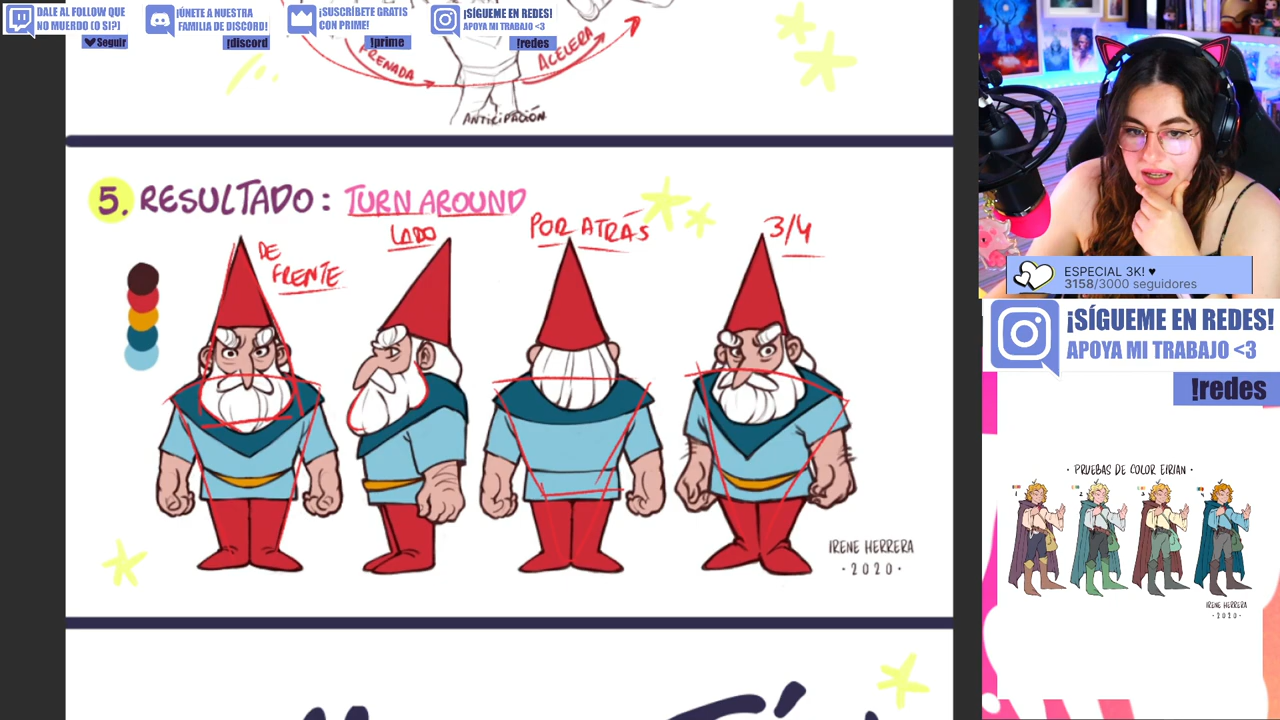 DALE AL FOLLOW QUE
NO MUERDO (O SI?)
Seguir
¡ÚNETE A NUESTRA
FAMILIA DE DISCORD!
!discord
¡SUSCRÍBETE GRATIS
CON PRIME!
!prime
¡SÍGUEME EN REDES!
APOYA MI TRABAJO <3
!redes
FRENADA
ACELERA
ANTICIPACIÓN
5. RESULTADO: TURN AROUND
DE
FRENTE
LADO
POR ATRÁS
3/4
IRENE HERRERA
·2020·
ESPECIAL 3K! ♥
3158/3000 seguidores
¡SÍGUEME EN REDES!
APOYA MI TRABAJO <3
!redes
· PRUEBAS DE COLOR EIRIAN ·
IRENE HERRERA
·2020·